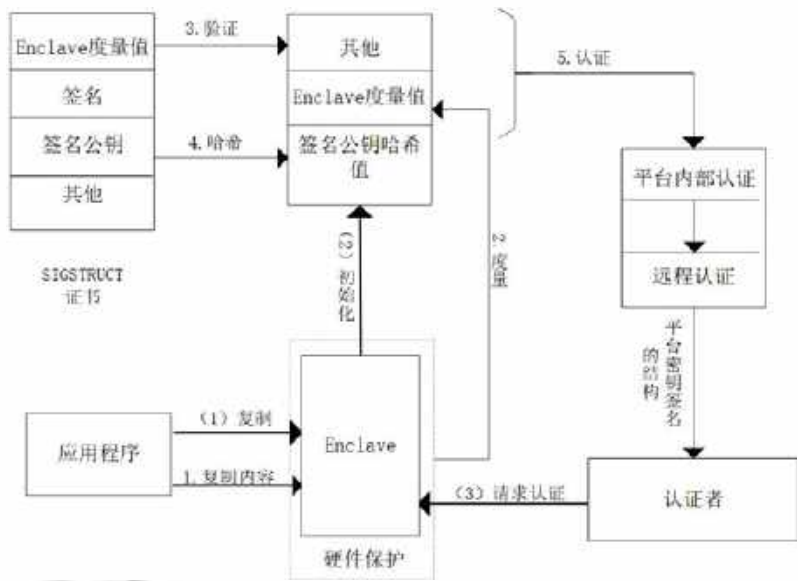 Enclave度量值
签名
签名公钥
其他
SIGSTRUCT
证书
3.验证
4.哈希
其他
Enclave度量值
签名公钥哈希
值
5.认证
平台内部认证
远程认证
(2)初始化
2.度量
平台密钥签名
的结构
应用程序
(1)复制
1.复制内容
Enclave
硬件保护
(3)请求认证
认证者